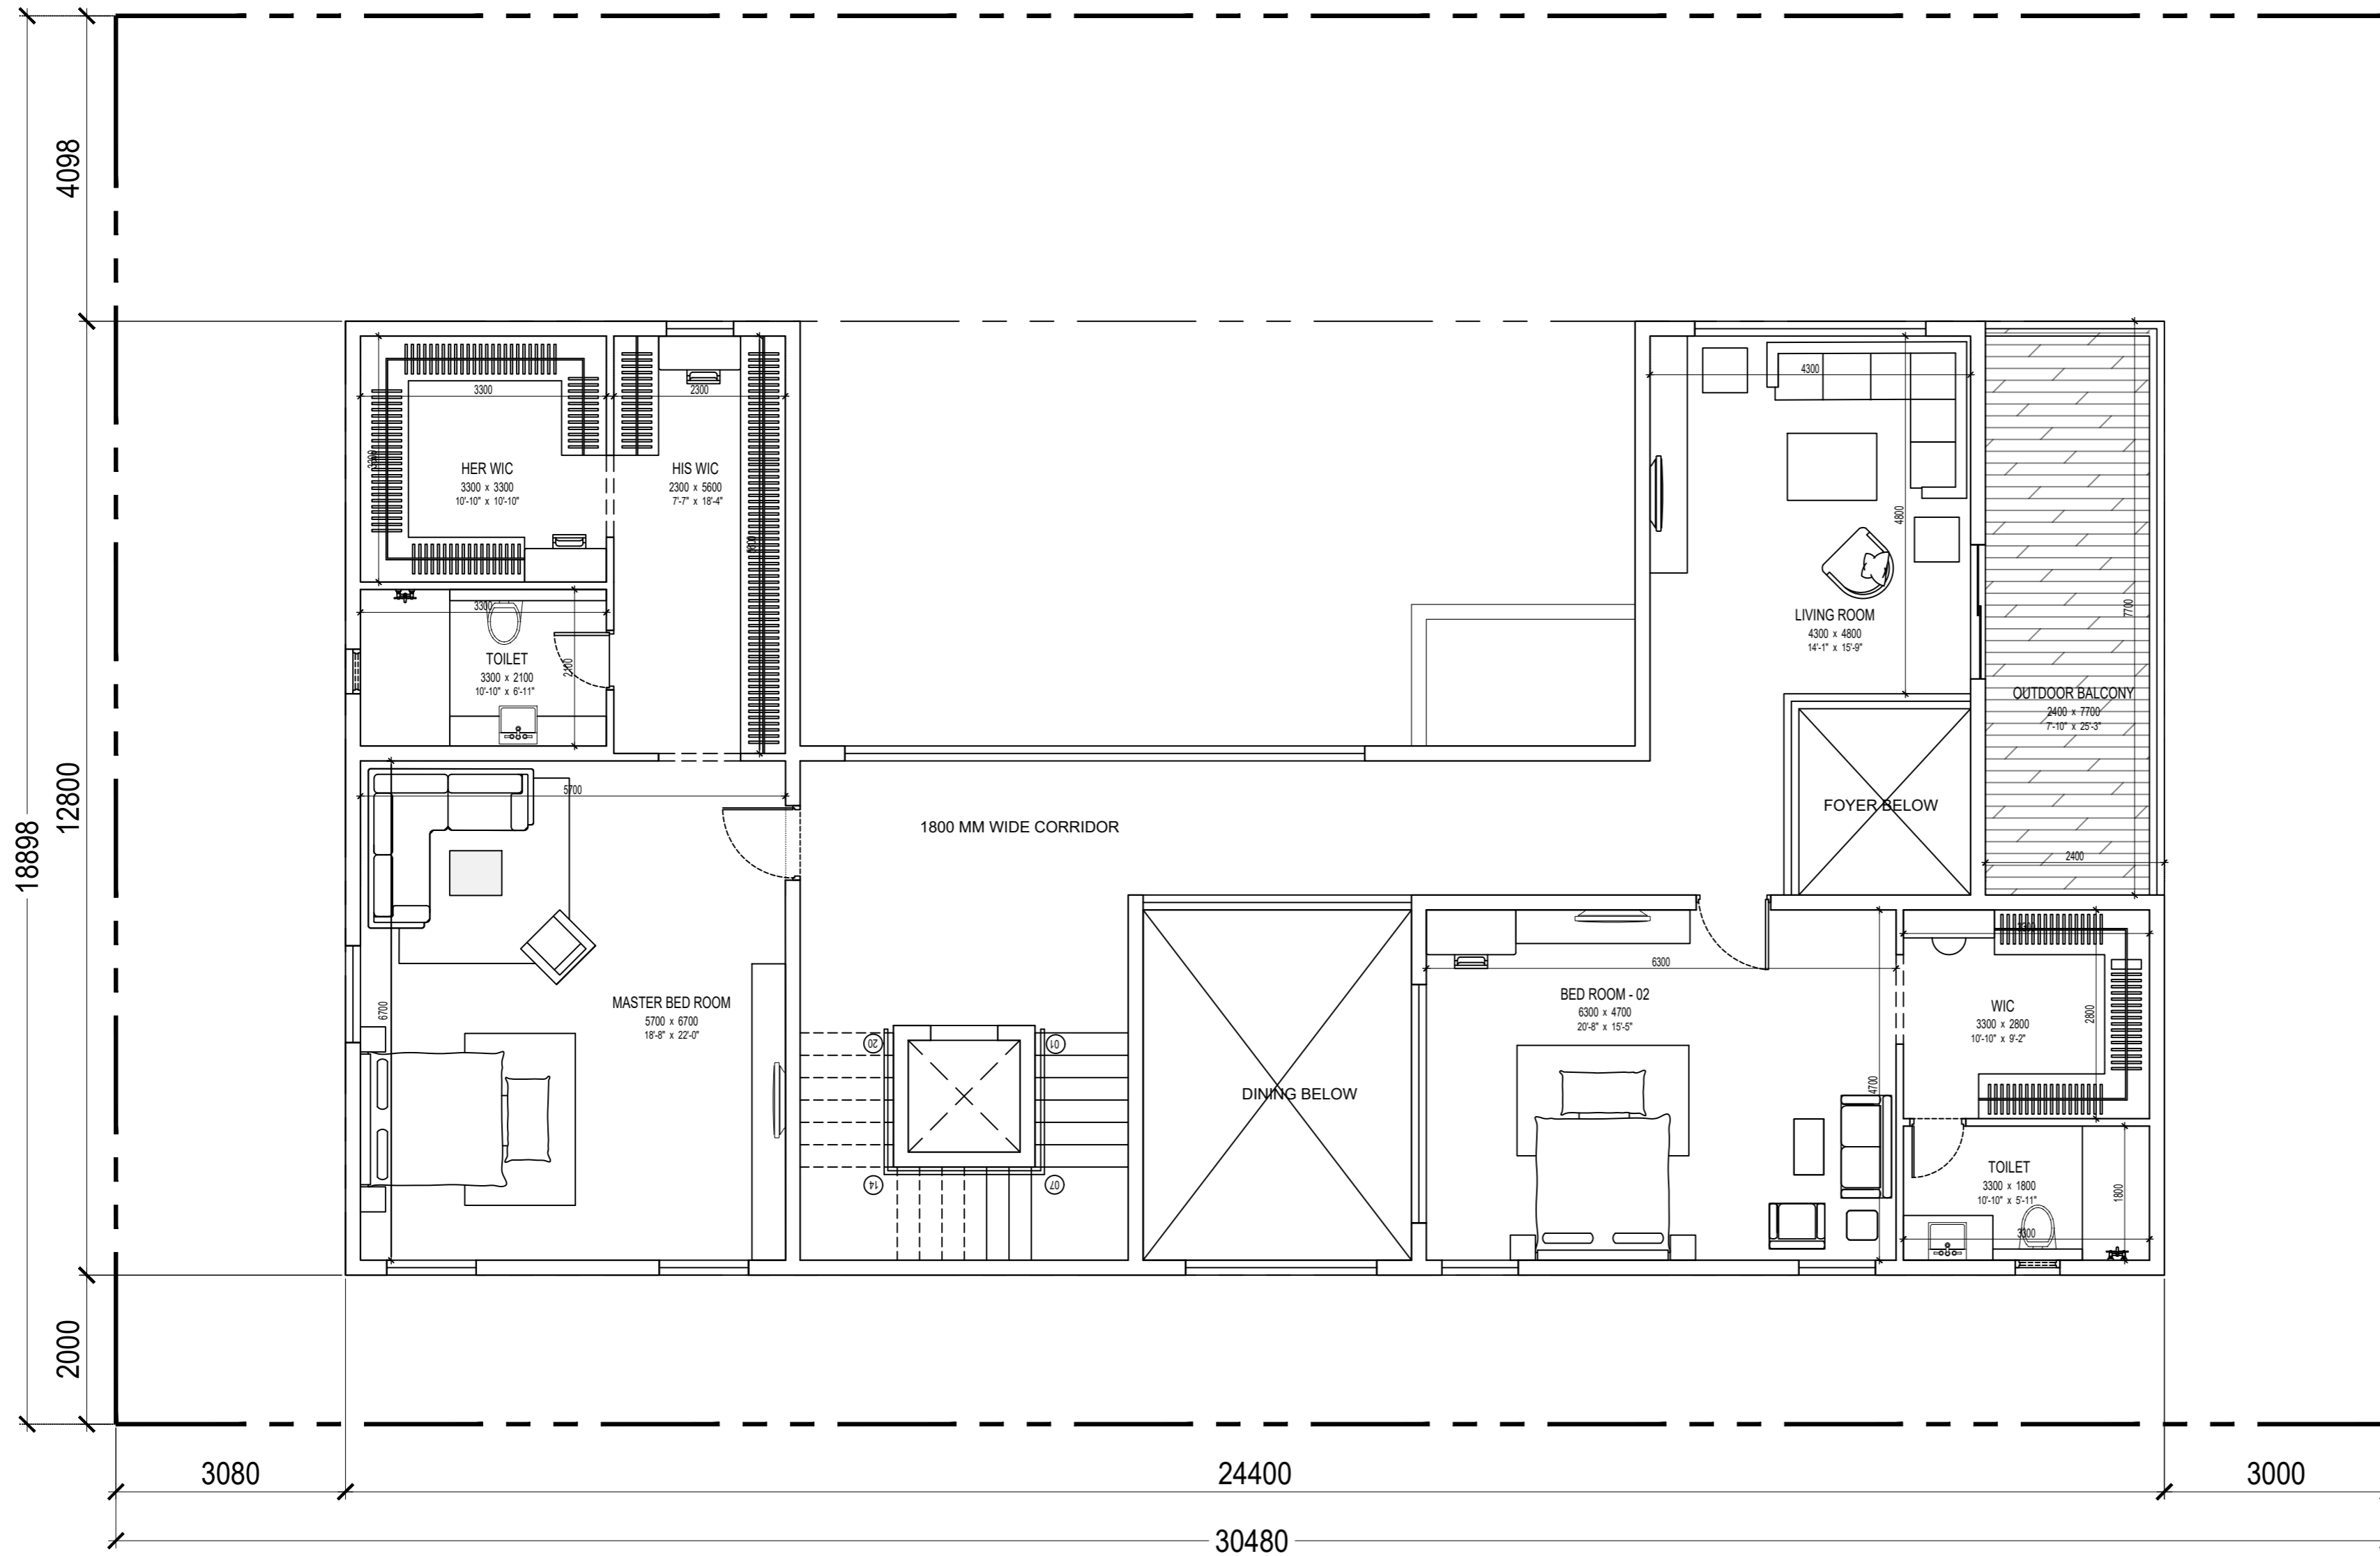 4098
12800
18898
2000
3080
24400
3000
30480
3300
HER WIC
3300 x 3300
10'-10" x 10'-10"
2300
HIS WIC
2300 x 5600
7'-7" x 18'-4"
3300
2100
TOILET
3300 x 2100
10'-10" x 6'-11"
4300
4800
LIVING ROOM
4300 x 4800
14'-1" x 15'-9"
7700
OUTDOOR BALCONY
2400 x 7700
7'-10" x 25'-3"
2400
FOYER BELOW
5700
6700
MASTER BED ROOM
5700 x 6700
18'-8" x 22'-0"
1800 MM WIDE CORRIDOR
20
01
14
07
DINING BELOW
6300
BED ROOM - 02
6300 x 4700
20'-8" x 15'-5"
4700
3300
2800
WIC
3300 x 2800
10'-10" x 9'-2"
TOILET
3300 x 1800
10'-10" x 5'-11"
1800
3300